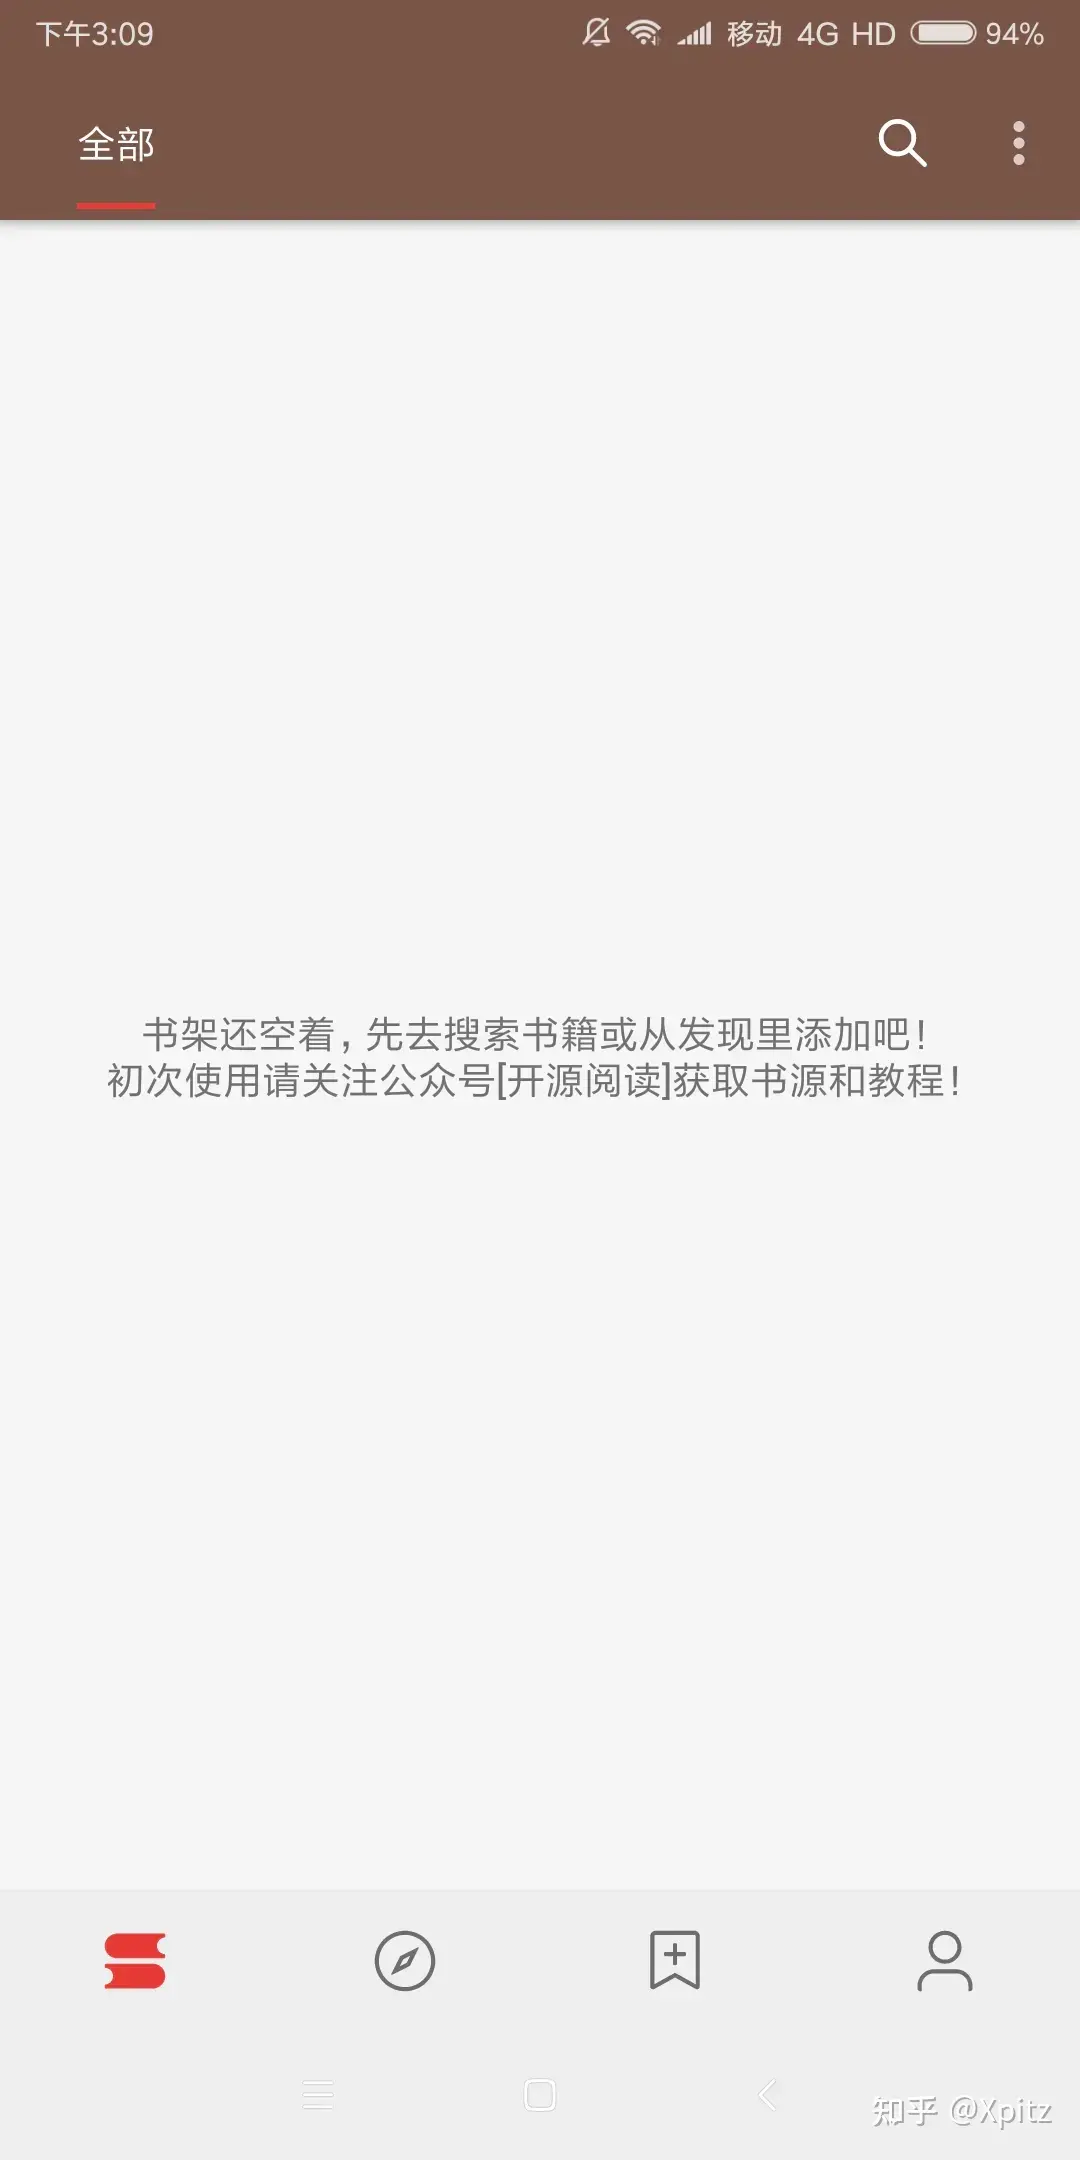 下午3:09
移动 4G HD 94%
全部
书架还空着，先去搜索书籍或从发现里添加吧！
初次使用请关注公众号[开源阅读]获取书源和教程！
知乎 @Xpitz